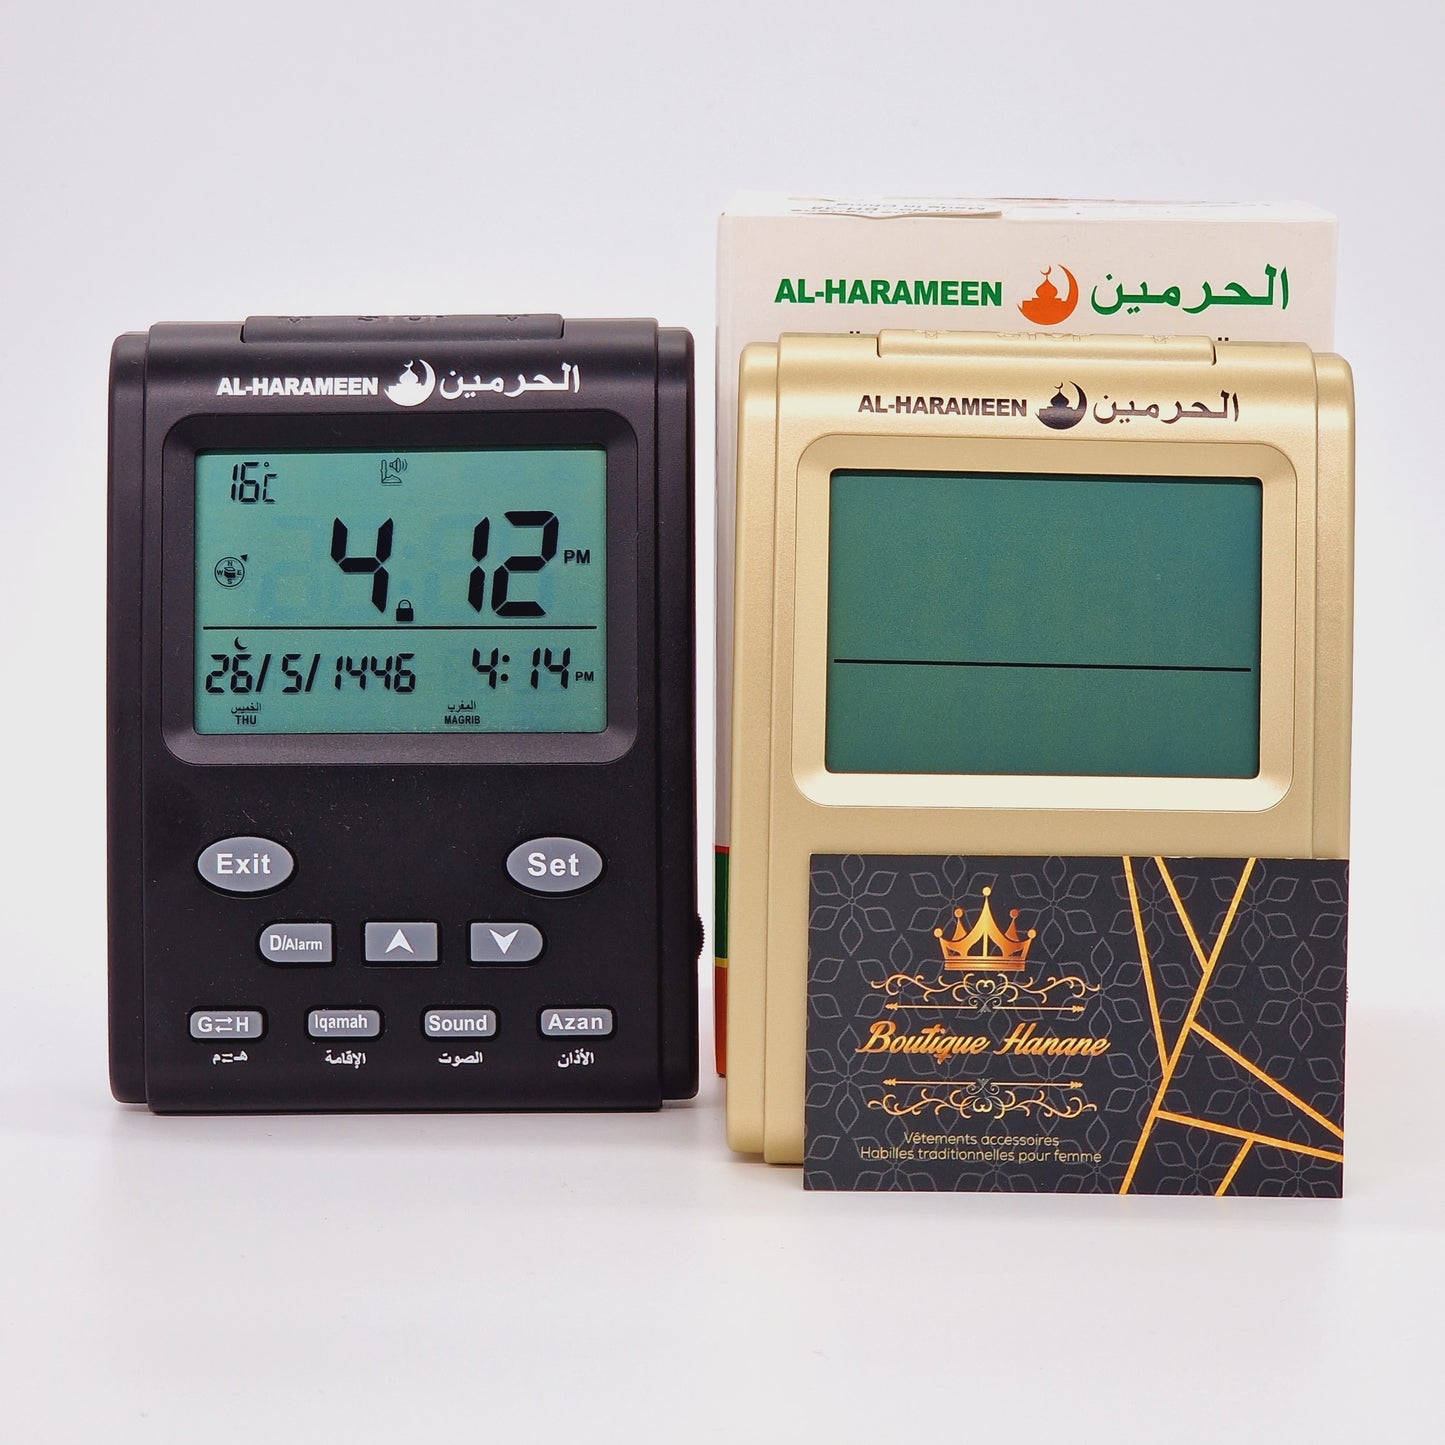 AL-HARAMEEN الحرمين
16°C
4. 12 PM
N
W E
S
26/5/1446 4:14 PM
الخميس المغرب
THU MAGRIB
Exit Set
D/Alarm
G⇄H Iqamah Sound Azan
هـ⇄م الإقامة الصوت الأذان
AL-HARAMEEN الحرمين
AL-HARAMEEN الحرمين
Boutique Hanane
Vêtements accessoires
Habilles traditionnelles pour femme